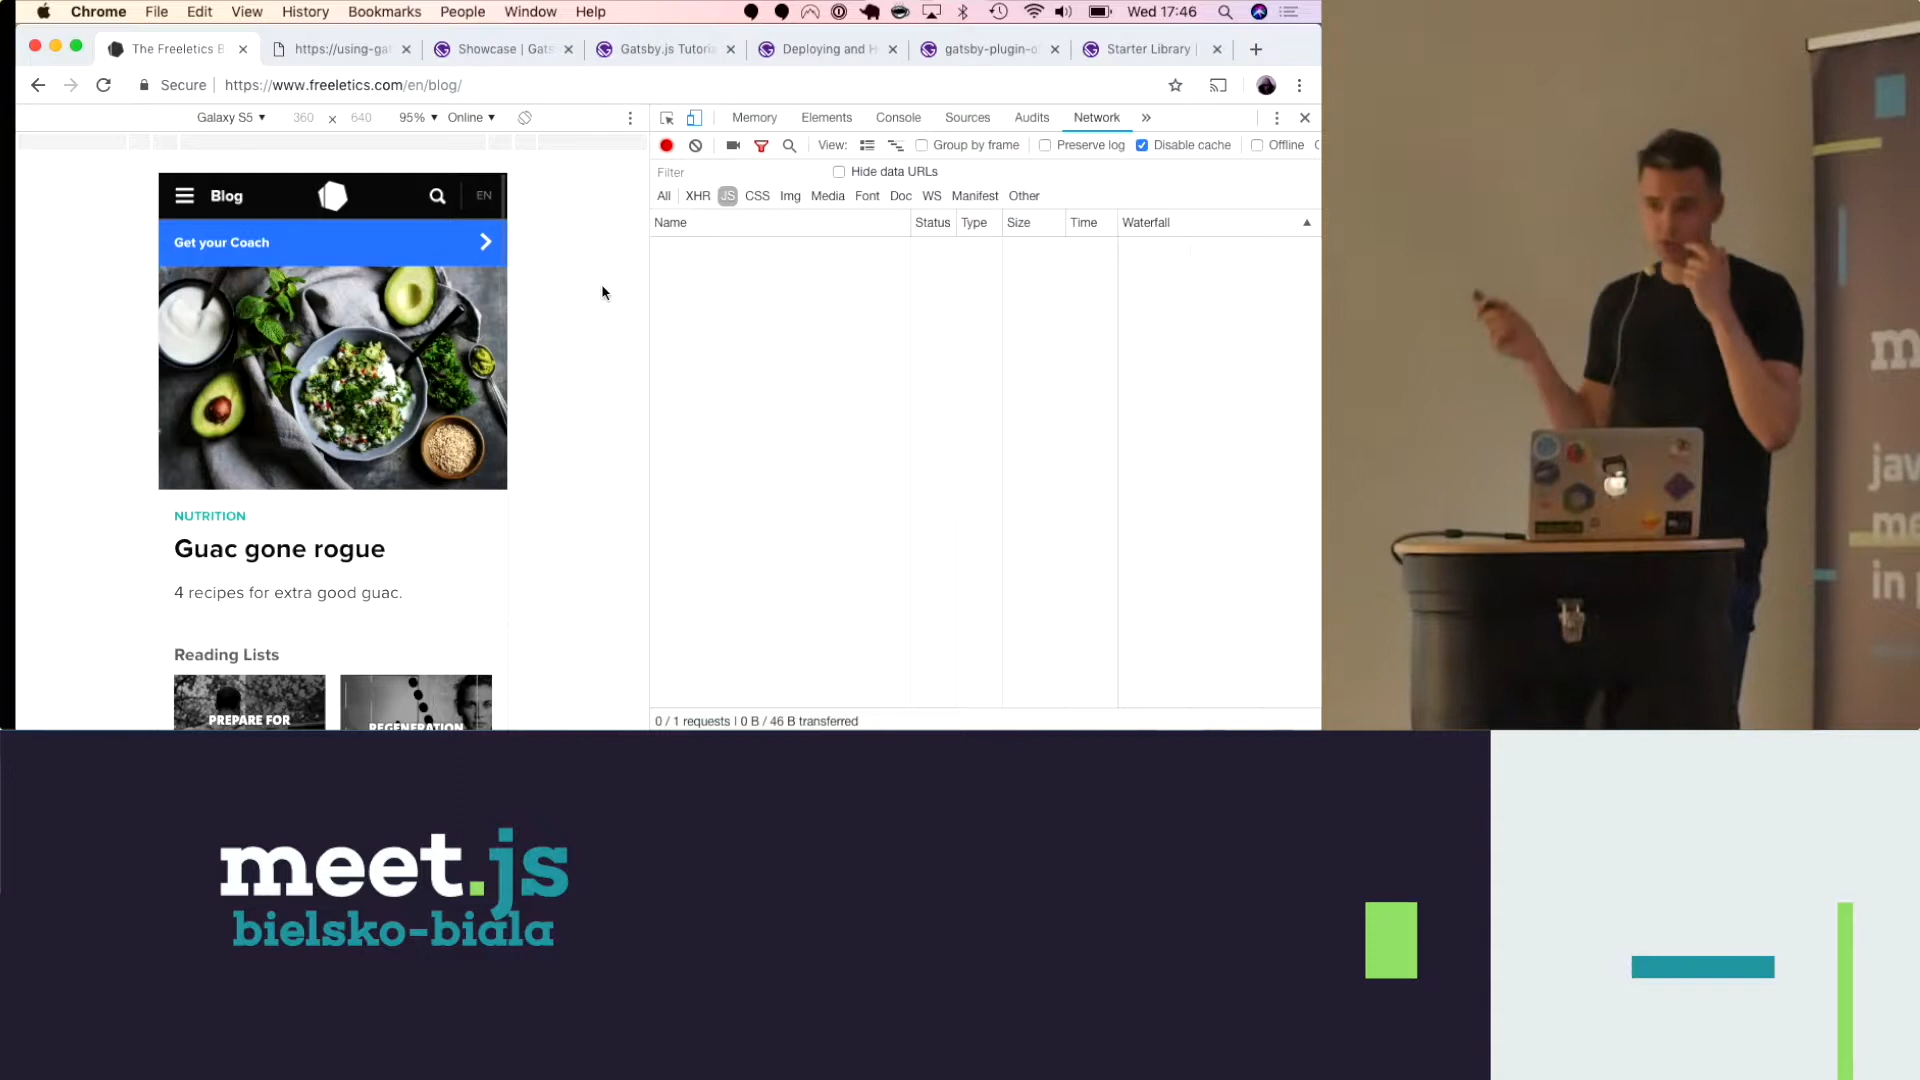 Chrome File Edit View History Bookmarks People Window Help Wed 17:46
The Freeletics B https://using-gat Showcase | Gats Gatsby.js Tutoria Deploying and H gatsby-plugin-o Starter Library |
Secure https://www.freeletics.com/en/blog/
Galaxy S5 360 x 640 95% Online
Memory Elements Console Sources Audits Network »
View: Group by frame Preserve log Disable cache Offline
Filter Hide data URLs
All XHR JS CSS Img Media Font Doc WS Manifest Other
Name Status Type Size Time Waterfall
Blog EN
Get your Coach
NUTRITION
Guac gone rogue
4 recipes for extra good guac.
Reading Lists
PREPARE FOR
REGENERATION
0 / 1 requests | 0 B / 46 B transferred
m
jav
me
in p
meet.js
bielsko-biala